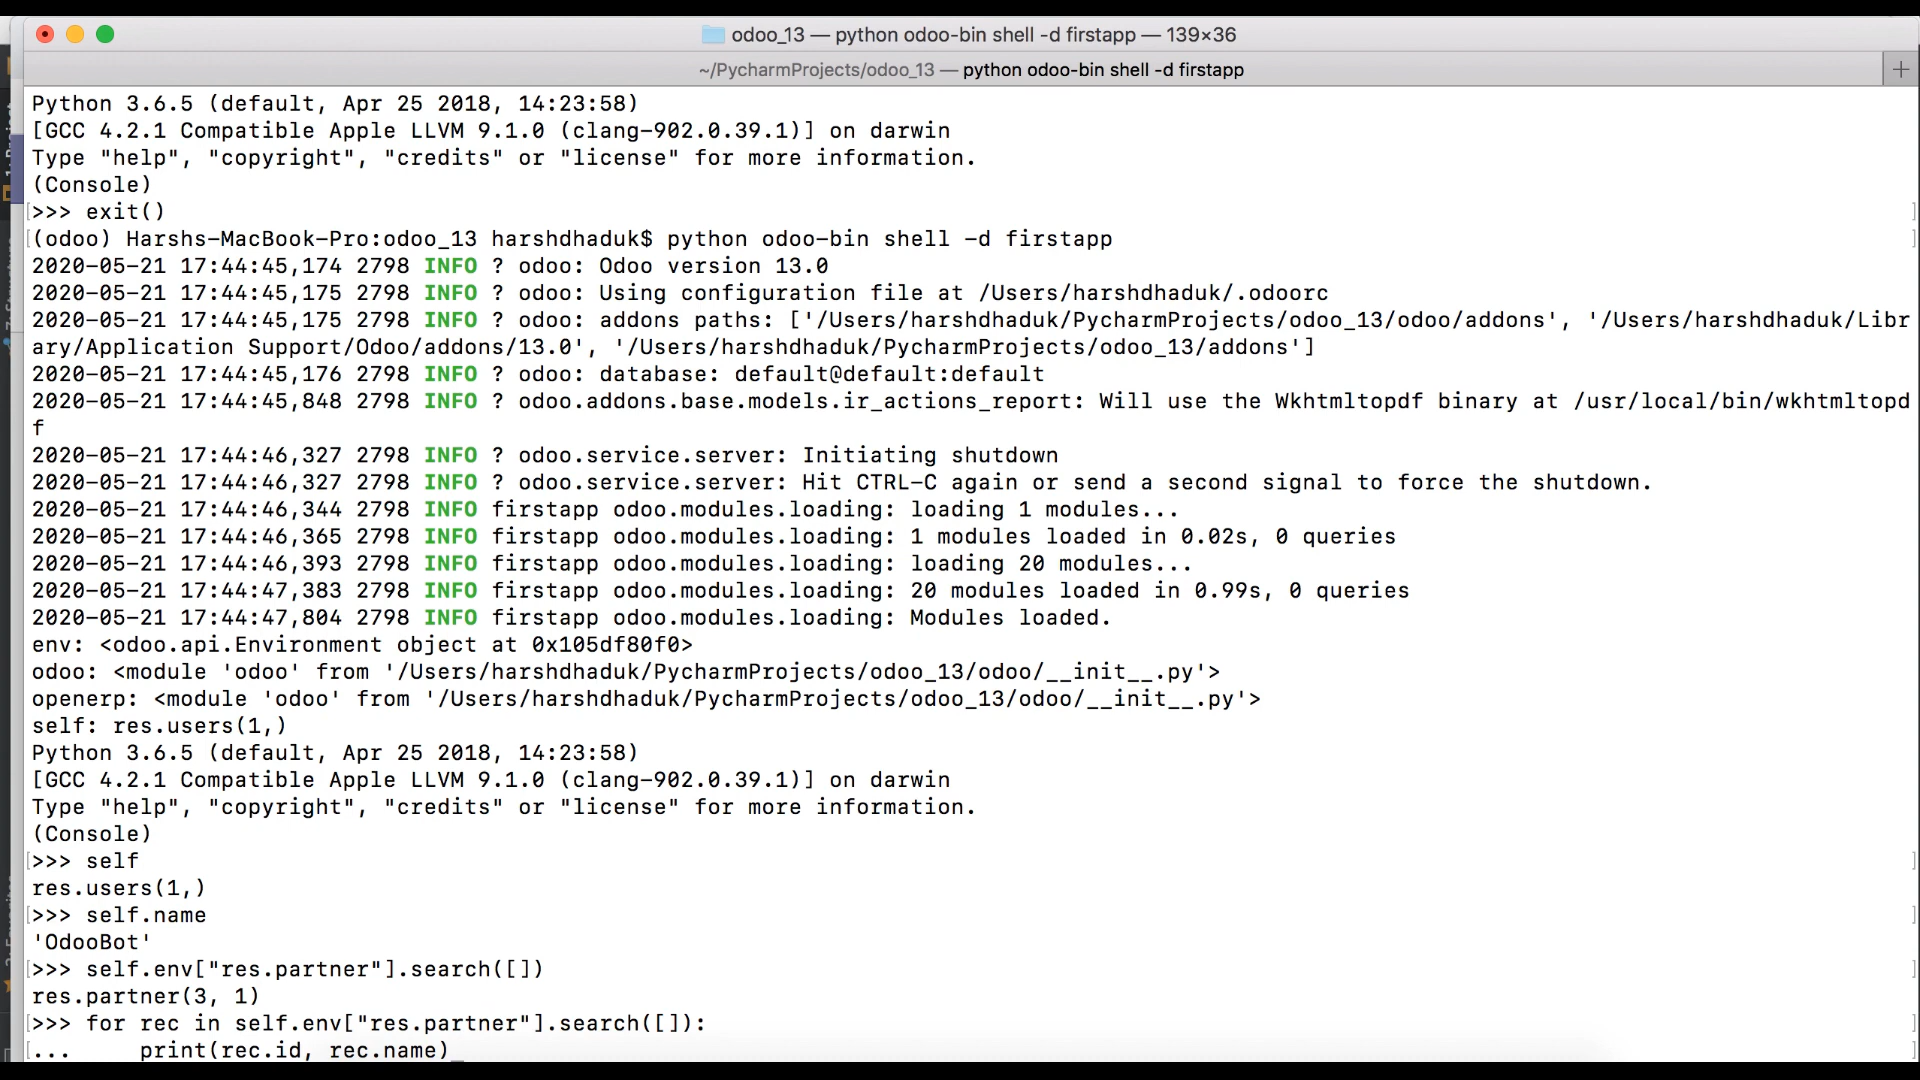 odoo_13 — python odoo-bin shell -d firstapp — 139×36
~/PycharmProjects/odoo_13 — python odoo-bin shell -d firstapp
Python 3.6.5 (default, Apr 25 2018, 14:23:58)
[GCC 4.2.1 Compatible Apple LLVM 9.1.0 (clang-902.0.39.1)] on darwin
Type "help", "copyright", "credits" or "license" for more information.
(Console)
>>> exit()
(odoo) Harshs-MacBook-Pro:odoo_13 harshdhaduk$ python odoo-bin shell -d firstapp
2020-05-21 17:44:45,174 2798 INFO ? odoo: Odoo version 13.0
2020-05-21 17:44:45,175 2798 INFO ? odoo: Using configuration file at /Users/harshdhaduk/.odoorc
2020-05-21 17:44:45,175 2798 INFO ? odoo: addons paths: ['/Users/harshdhaduk/PycharmProjects/odoo_13/odoo/addons', '/Users/harshdhaduk/Libr
ary/Application Support/Odoo/addons/13.0', '/Users/harshdhaduk/PycharmProjects/odoo_13/addons']
2020-05-21 17:44:45,176 2798 INFO ? odoo: database: default@default:default
2020-05-21 17:44:45,848 2798 INFO ? odoo.addons.base.models.ir_actions_report: Will use the Wkhtmltopdf binary at /usr/local/bin/wkhtmltopd
f
2020-05-21 17:44:46,327 2798 INFO ? odoo.service.server: Initiating shutdown
2020-05-21 17:44:46,327 2798 INFO ? odoo.service.server: Hit CTRL-C again or send a second signal to force the shutdown.
2020-05-21 17:44:46,344 2798 INFO firstapp odoo.modules.loading: loading 1 modules...
2020-05-21 17:44:46,365 2798 INFO firstapp odoo.modules.loading: 1 modules loaded in 0.02s, 0 queries
2020-05-21 17:44:46,393 2798 INFO firstapp odoo.modules.loading: loading 20 modules...
2020-05-21 17:44:47,383 2798 INFO firstapp odoo.modules.loading: 20 modules loaded in 0.99s, 0 queries
2020-05-21 17:44:47,804 2798 INFO firstapp odoo.modules.loading: Modules loaded.
env: <odoo.api.Environment object at 0x105df80f0>
odoo: <module 'odoo' from '/Users/harshdhaduk/PycharmProjects/odoo_13/odoo/__init__.py'>
openerp: <module 'odoo' from '/Users/harshdhaduk/PycharmProjects/odoo_13/odoo/__init__.py'>
self: res.users(1,)
Python 3.6.5 (default, Apr 25 2018, 14:23:58)
[GCC 4.2.1 Compatible Apple LLVM 9.1.0 (clang-902.0.39.1)] on darwin
Type "help", "copyright", "credits" or "license" for more information.
(Console)
>>> self
res.users(1,)
>>> self.name
'OdooBot'
>>> self.env["res.partner"].search([])
res.partner(3, 1)
>>> for rec in self.env["res.partner"].search([]):
...     print(rec.id, rec.name)